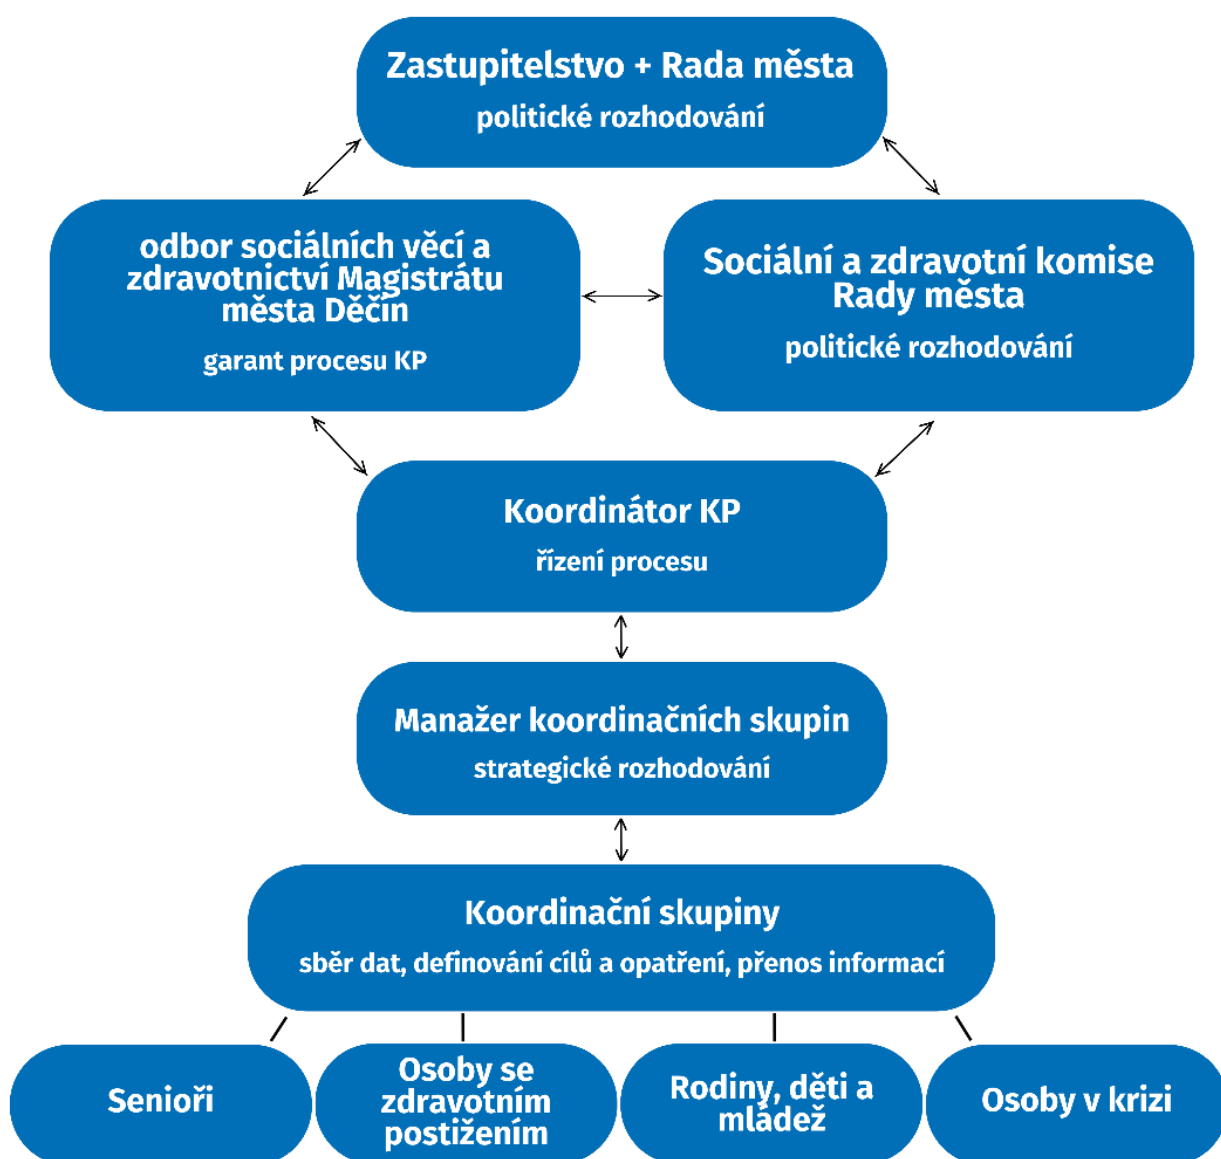 Zastupitelstvo + Rada města
politické rozhodování
odbor sociálních věcí a
zdravotnictví Magistrátu
města Děčín
garant procesu KP
Sociální a zdravotní komise
Rady města
politické rozhodování
Koordinátor KP
řízení procesu
Manažer koordinačních skupin
strategické rozhodování
Koordinační skupiny
sběr dat, definování cílů a opatření, přenos informací
Senioři
Osoby se
zdravotním
postižením
Rodiny, děti a
mládež
Osoby v krizi